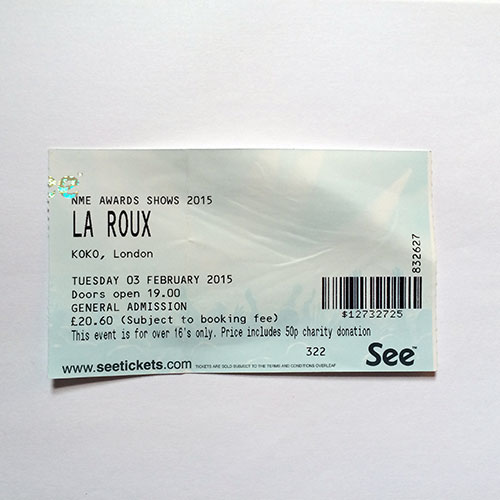 NME AWARDS SHOWS 2015
LA ROUX
KOKO, London
TUESDAY 03 FEBRUARY 2015
Doors open 19.00
GENERAL ADMISSION
£20.60 (Subject to booking fee)
This event is for over 16's only. Price includes 50p charity donation
322
832627
$12732725
See™
www.seetickets.com
TICKETS ARE SOLD SUBJECT TO THE TERMS AND CONDITIONS OVERLEAF